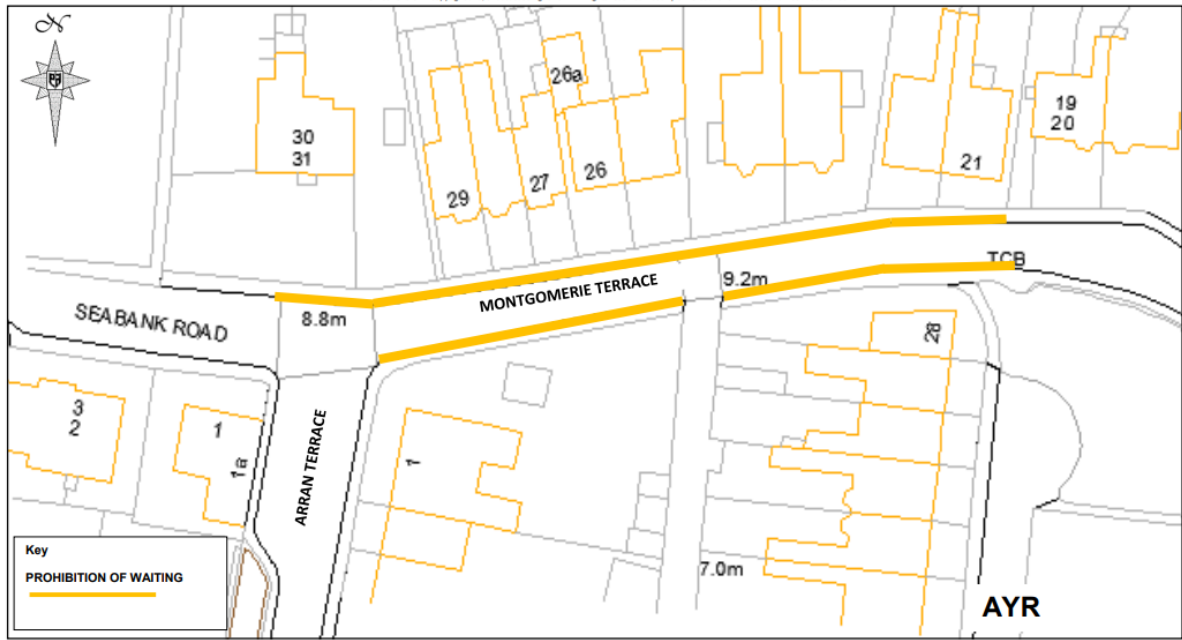 N
26a
30
31
19
20
29
27
26
21
TCB
9.2m
MONTGOMERIE TERRACE
8.8m
SEABANK ROAD
28
3
2
1
1a
ARRAN TERRACE
1
Key
PROHIBITION OF WAITING
7.0m
AYR